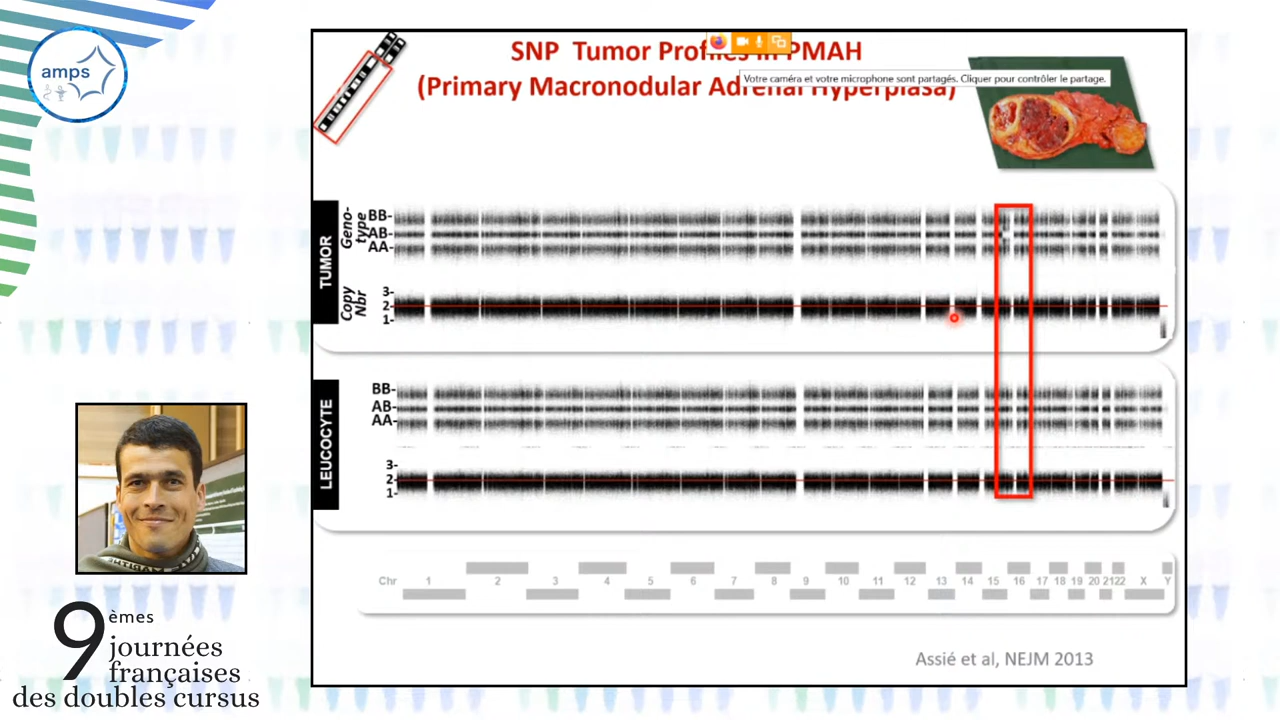 amps
SNP Tumor Profiles in PMAH
(Primary Macronodular Adrenal Hyperplasa)
Votre caméra et votre microphone sont partagés. Cliquer pour contrôler le partage.
TUMOR
Geno-
type
BB-
AB-
AA-
Copy
Nbr
3-
2-
1-
LEUCOCYTE
BB-
AB-
AA-
3-
2-
1-
Chr 1 2 3 4 5 6 7 8 9 10 11 12 13 14 15 16 17 18 19 20 21 22 X Y
Assié et al, NEJM 2013
9èmes
journées
françaises
des doubles cursus